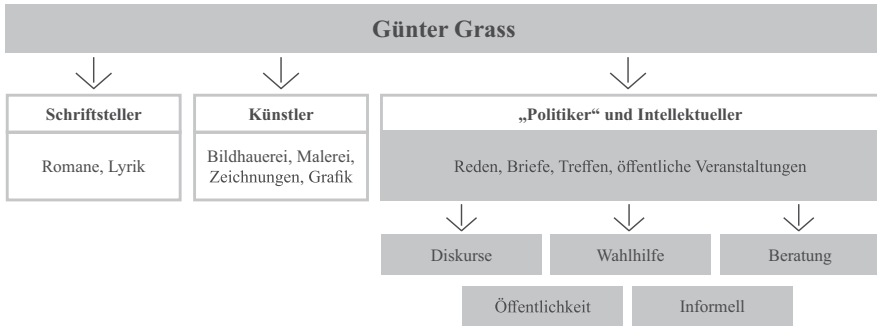 Günter Grass
Schriftsteller
Romane, Lyrik
Künstler
Bildhauerei, Malerei,
Zeichnungen, Grafik
„Politiker“ und Intellektueller
Reden, Briefe, Treffen, öffentliche Veranstaltungen
Diskurse
Wahlhilfe
Beratung
Öffentlichkeit
Informell